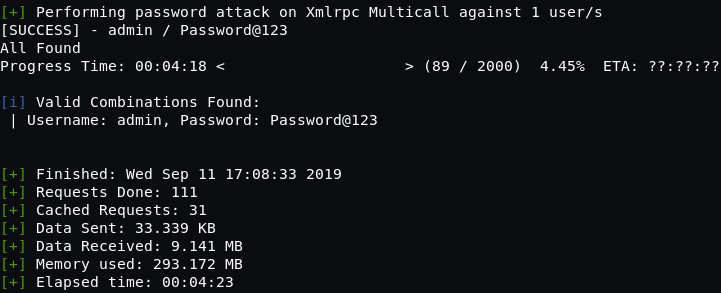 [+] Performing password attack on Xmlrpc Multicall against 1 user/s
[SUCCESS] - admin / Password@123
All Found
Progress Time: 00:04:18 <                    > (89 / 2000)  4.45%  ETA: ??:??:??
[i] Valid Combinations Found:
 | Username: admin, Password: Password@123
[+] Finished: Wed Sep 11 17:08:33 2019
[+] Requests Done: 111
[+] Cached Requests: 31
[+] Data Sent: 33.339 KB
[+] Data Received: 9.141 MB
[+] Memory used: 293.172 MB
[+] Elapsed time: 00:04:23